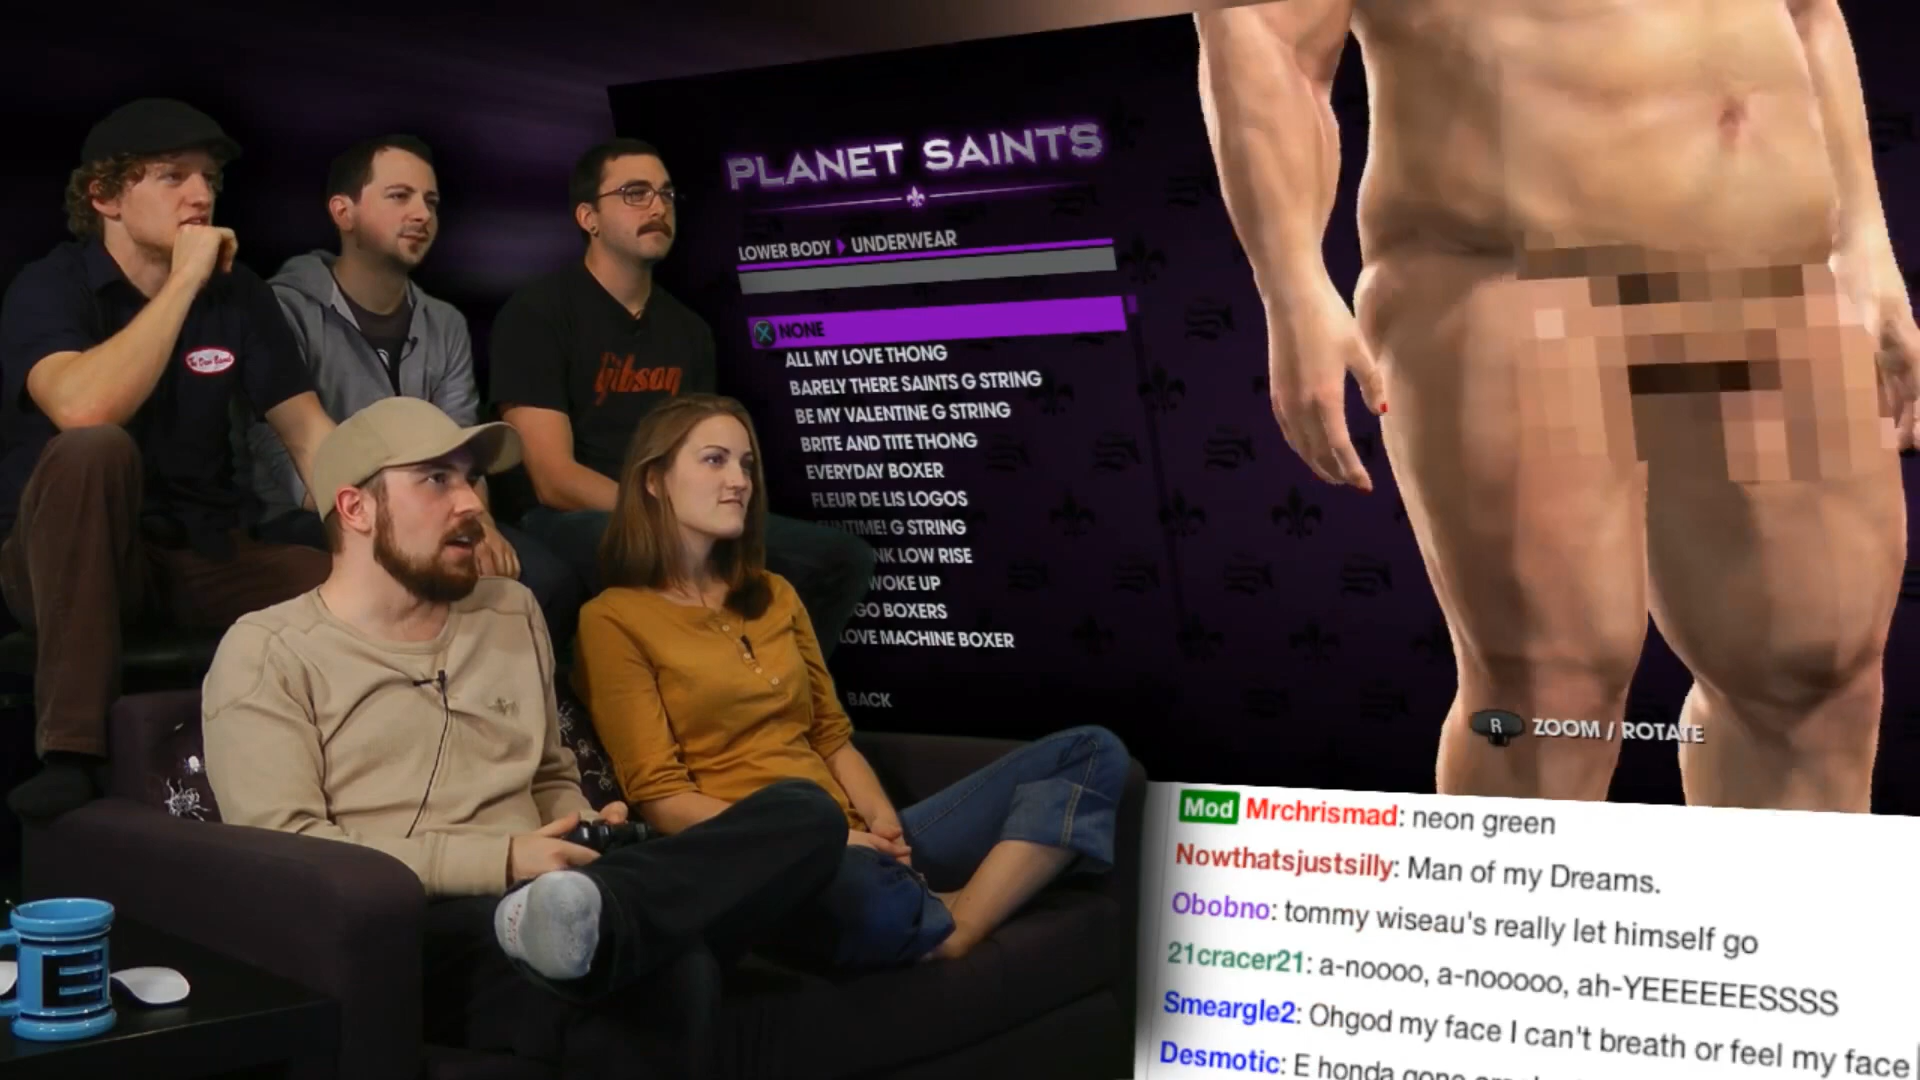 PLANET SAINTS
LOWER BODY UNDERWEAR
NONE
ALL MY LOVE THONG
BARELY THERE SAINTS G STRING
BE MY VALENTINE G STRING
BRITE AND TITE THONG
EVERYDAY BOXER
FLEUR DE LIS LOGOS
G STRING
LOW RISE
WOKE UP
BOXERS
LOVE MACHINE BOXER
BACK
R ZOOM / ROTATE
Gibson
E
Mod Mrchrismad: neon green
Nowthatsjustsilly: Man of my Dreams.
Obobno: tommy wiseau's really let himself go
21cracer21: a-noooo, a-nooooo, ah-YEEEEEESSSS
Smeargle2: Ohgod my face I can't breath or feel my face
Desmotic: E honda gone